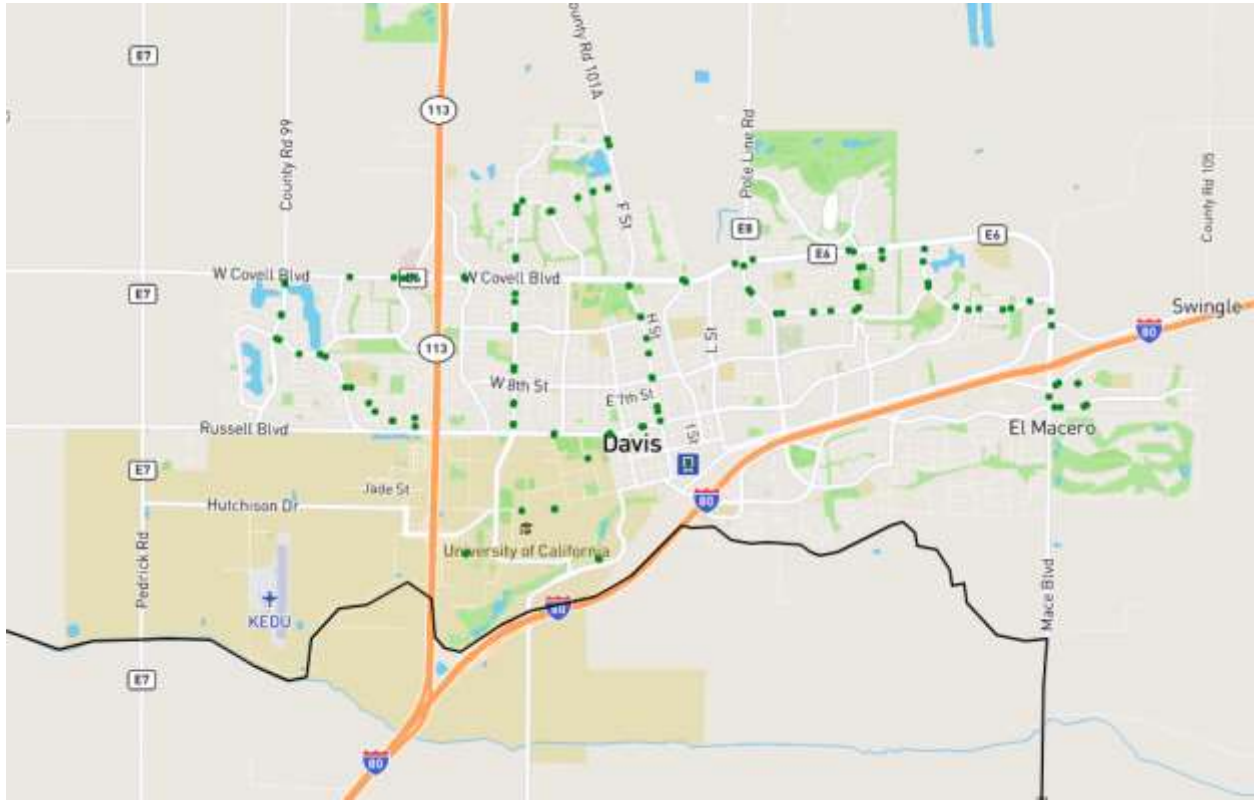 E7
113
County Rd 99
County Rd 101A
Pole Line Rd
County Rd 105
F St
E8
E6
E6
W Covell Blvd
E6
W Covell Blvd
E7
Swingle
80
H St
L St
113
W 8th St
E 7th St
Russell Blvd
Davis
I St
El Macero
E7
Jade St
Hutchison Dr
80
University of California
Pedrick Rd
KEDU
80
Mace Blvd
E7
80